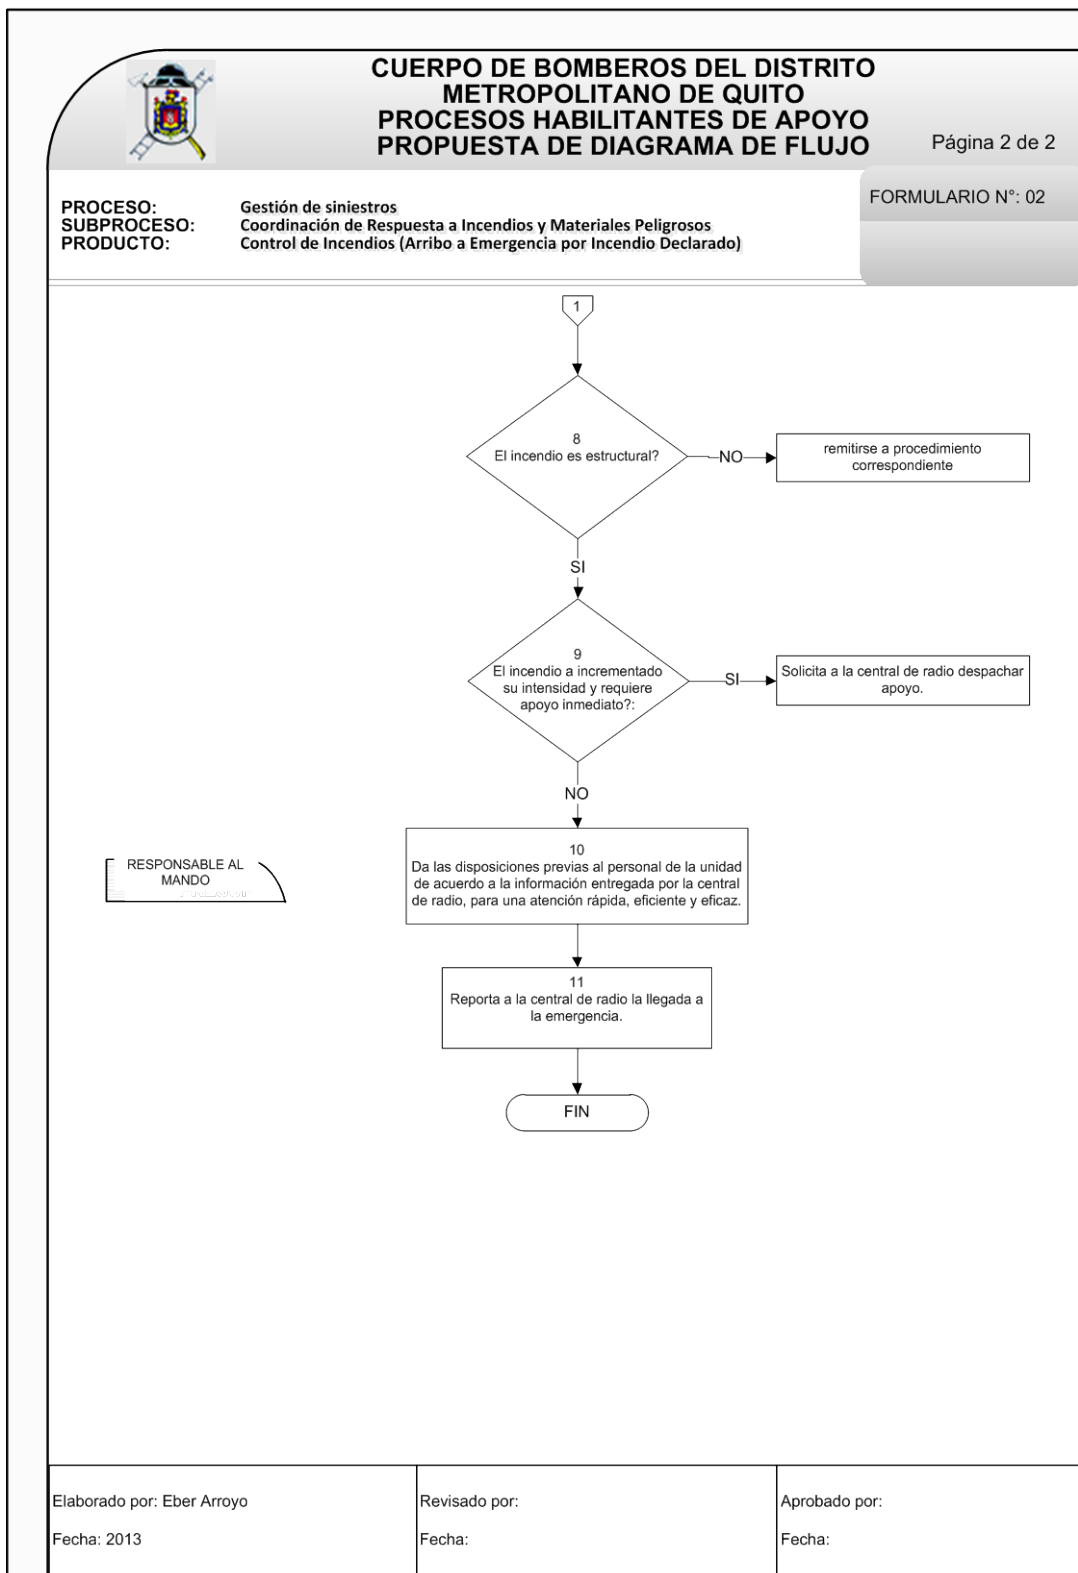 CUERPO DE BOMBEROS DEL DISTRITO
METROPOLITANO DE QUITO
PROCESOS HABILITANTES DE APOYO
PROPUESTA DE DIAGRAMA DE FLUJO
Página 2 de 2
FORMULARIO N°: 02
PROCESO: Gestión de siniestros
SUBPROCESO: Coordinación de Respuesta a Incendios y Materiales Peligrosos
PRODUCTO: Control de Incendios (Arribo a Emergencia por Incendio Declarado)
1
8
El incendio es estructural?
NO
remitirse a procedimiento
correspondiente
SI
9
El incendio a incrementado
su intensidad y requiere
apoyo inmediato?:
SI
Solicita a la central de radio despachar
apoyo.
NO
RESPONSABLE AL
MANDO
10
Da las disposiciones previas al personal de la unidad
de acuerdo a la información entregada por la central
de radio, para una atención rápida, eficiente y eficaz.
11
Reporta a la central de radio la llegada a
la emergencia.
FIN
Elaborado por: Eber Arroyo
Fecha: 2013
Revisado por:
Fecha:
Aprobado por:
Fecha: